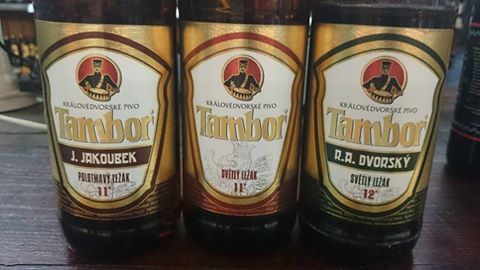 KRÁLOVÉDVORSKÉ PIVO
Tambor
J. JAKOUBEK
POLOTMAVÝ LEŽÁK
11°
KRÁLOVÉDVORSKÉ PIVO
Tambor
SVĚTLÝ LEŽÁK
11°
KRÁLOVÉDVORSKÉ PIVO
Tambor
R.A. DVORSKÝ
SVĚTLÝ LEŽÁK
12°